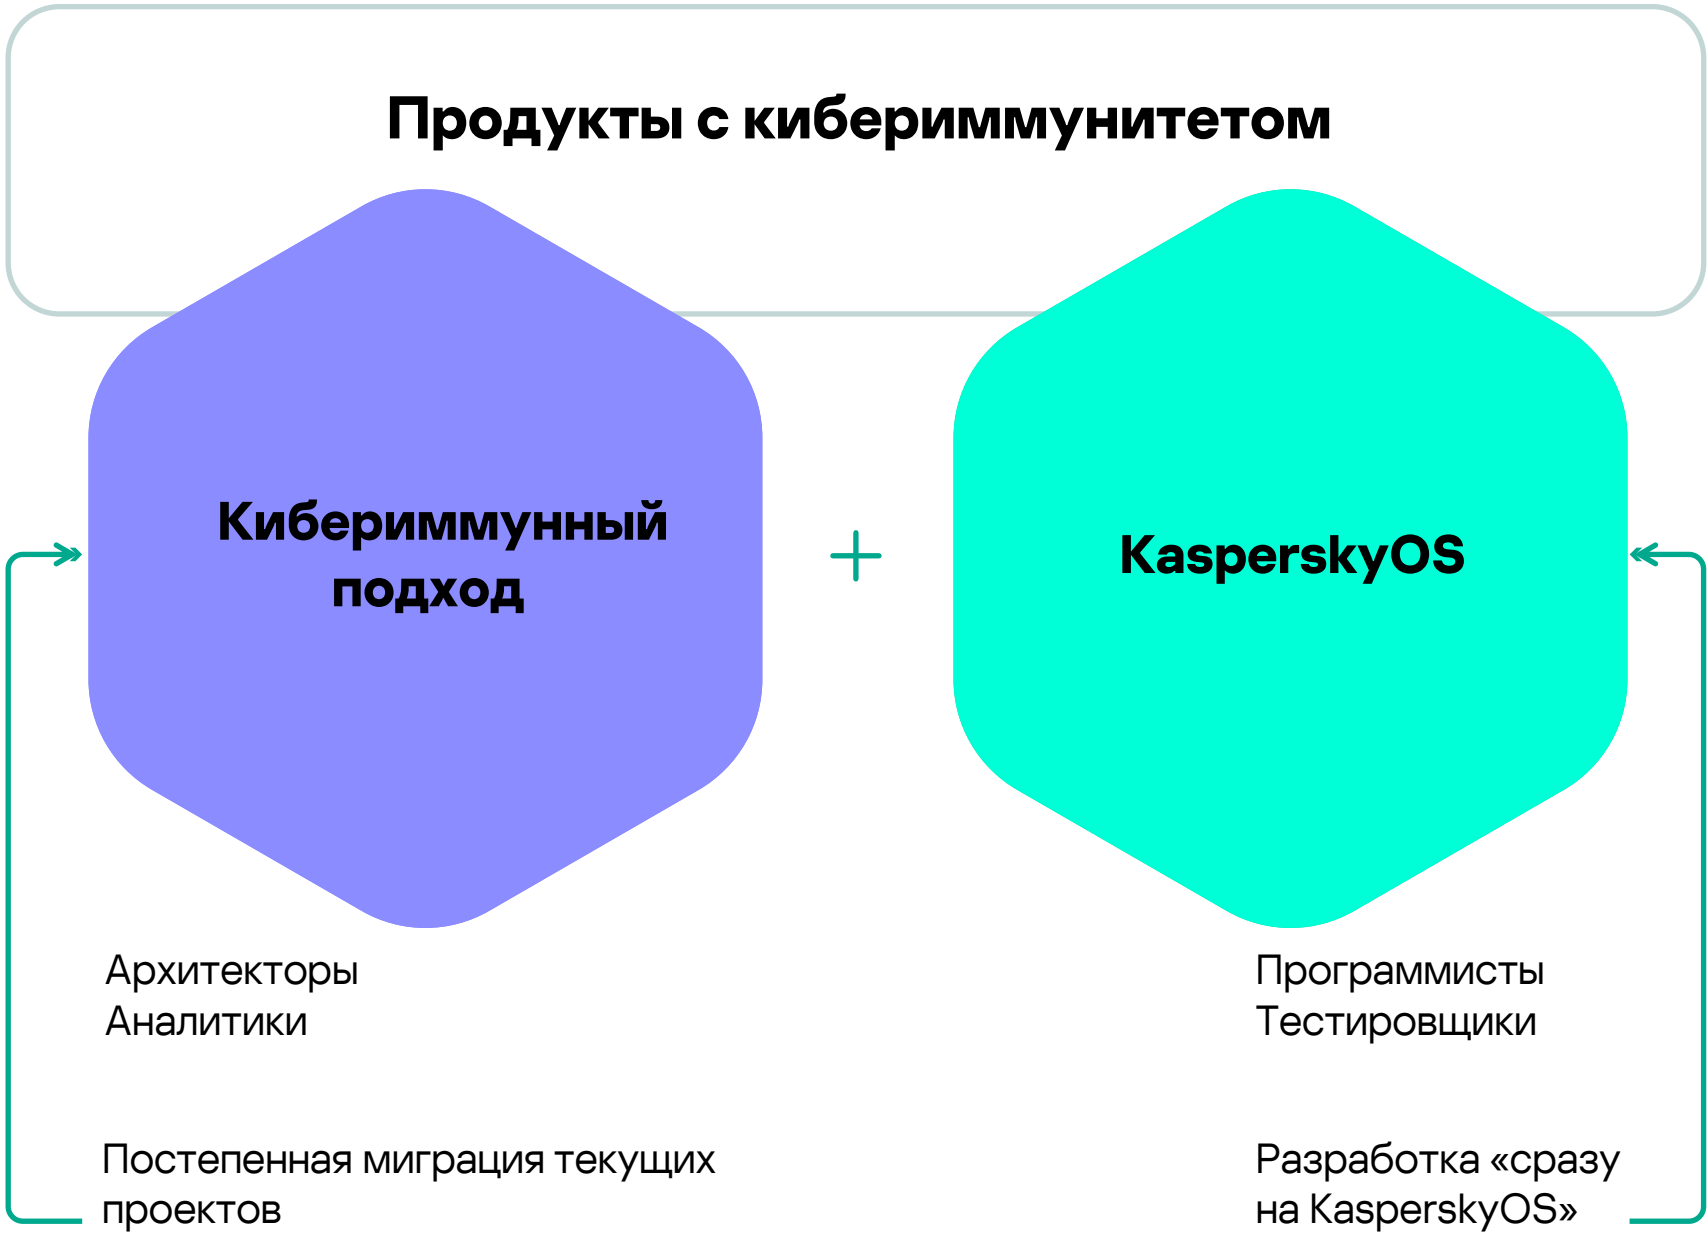 Продукты с кибериммунитетом
Кибериммунный
подход
+
KasperskyOS
Архитекторы
Аналитики
Программисты
Тестировщики
Постепенная миграция текущих
проектов
Разработка «сразу
на KasperskyOS»